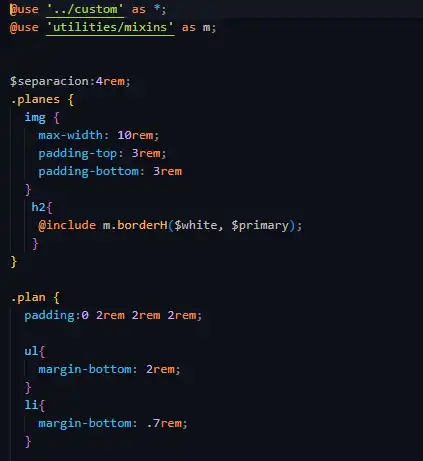 @use '../custom' as *;
@use 'utilities/mixins' as m;
$separacion:4rem;
.planes {
img {
max-width: 10rem;
padding-top: 3rem;
padding-bottom: 3rem
}
h2{
@include m.borderH($white, $primary);
}
}
.plan {
padding:0 2rem 2rem 2rem;
ul{
margin-bottom: 2rem;
}
li{
margin-bottom: .7rem;
}